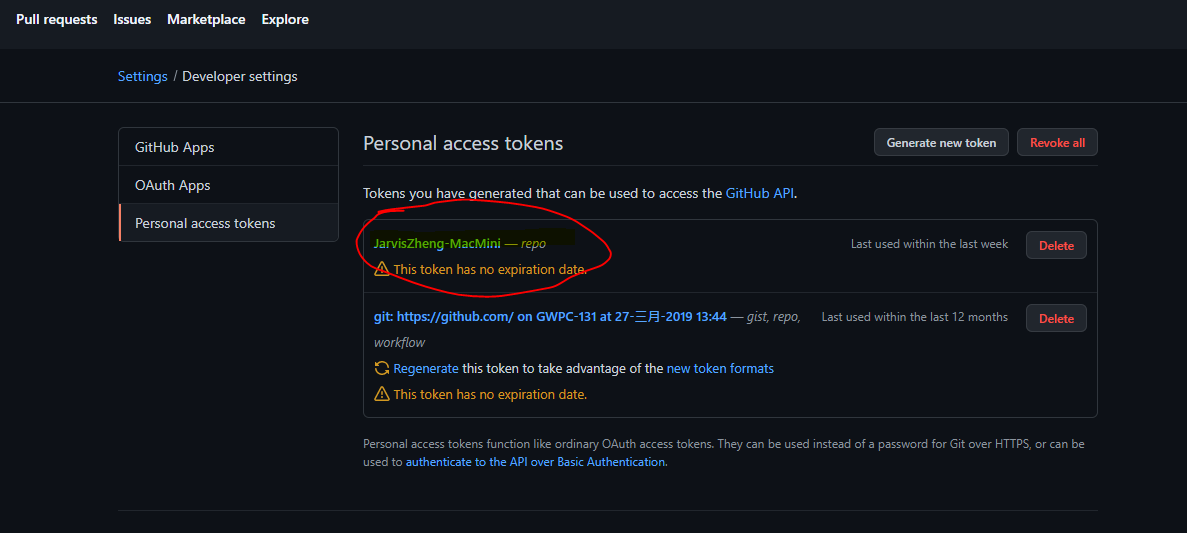 Pull requests Issues Marketplace Explore
Settings / Developer settings
GitHub Apps
OAuth Apps
Personal access tokens
Personal access tokens
Generate new token
Revoke all
Tokens you have generated that can be used to access the GitHub API.
JarvisZheng-MacMini — repo
Last used within the last week
Delete
This token has no expiration date.
git: https://github.com/ on GWPC-131 at 27-三月-2019 13:44 — gist, repo,
workflow
Last used within the last 12 months
Delete
Regenerate this token to take advantage of the new token formats
This token has no expiration date.
Personal access tokens function like ordinary OAuth access tokens. They can be used instead of a password for Git over HTTPS, or can be
used to authenticate to the API over Basic Authentication.